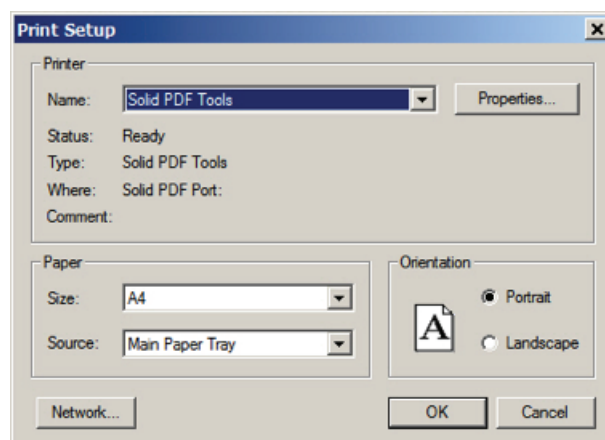 Print Setup
Printer
Name: Solid PDF Tools Properties...
Status: Ready
Type: Solid PDF Tools
Where: Solid PDF Port:
Comment:
Paper
Size: A4
Source: Main Paper Tray
Orientation
A
Portrait
Landscape
Network... OK Cancel